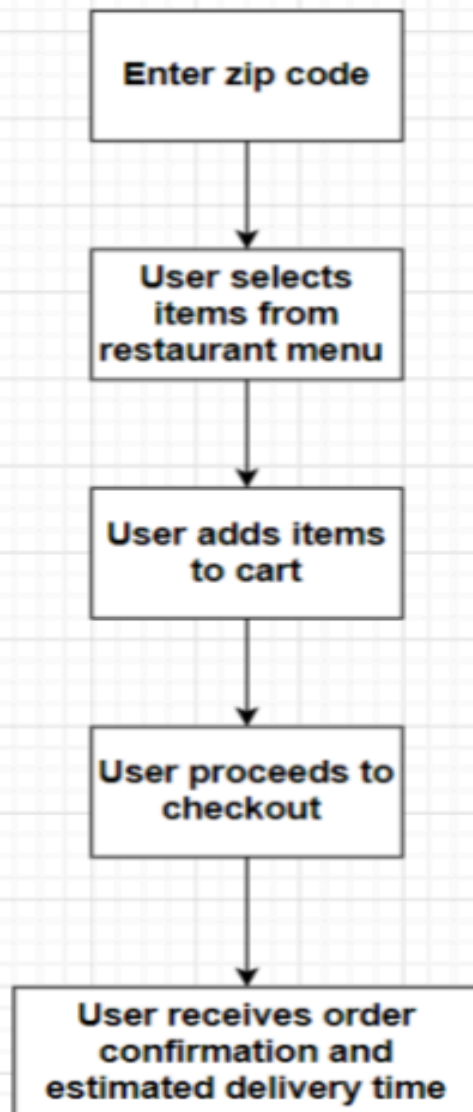 Enter zip code
User selects
items from
restaurant menu
User adds items
to cart
User proceeds to
checkout
User receives order
confirmation and
estimated delivery time